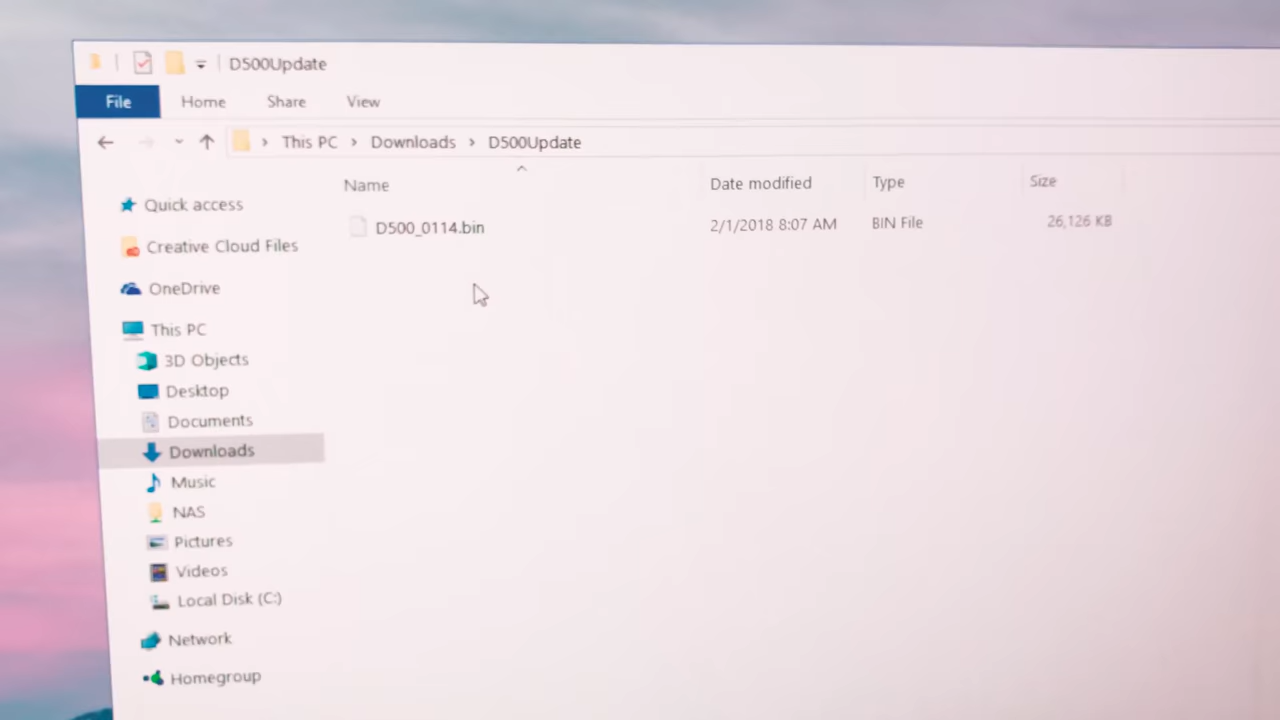 D500Update
File Home Share View
This PC > Downloads > D500Update
Name Date modified Type Size
D500_0114.bin 2/1/2018 8:07 AM BIN File 26,126 KB
Quick access
Creative Cloud Files
OneDrive
This PC
3D Objects
Desktop
Documents
Downloads
Music
NAS
Pictures
Videos
Local Disk (C:)
Network
Homegroup